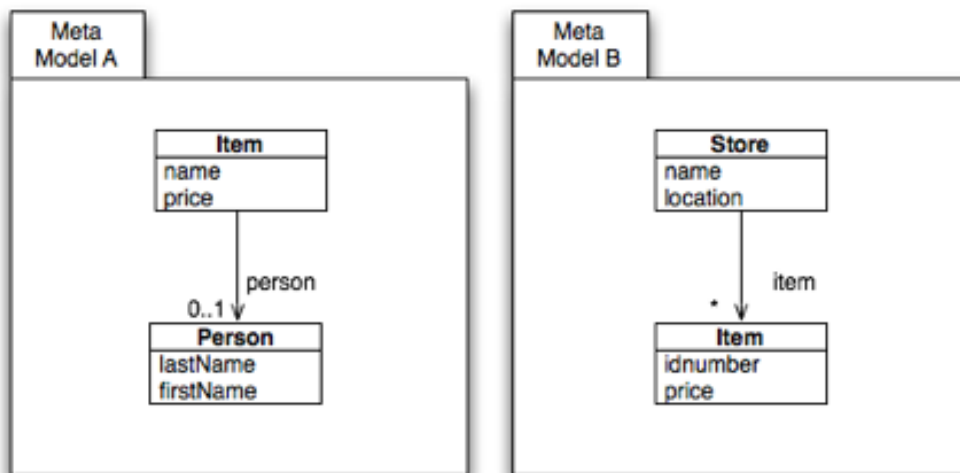 Meta
Model A
Item
name
price
person
0..1
Person
lastName
firstName
Meta
Model B
Store
name
location
item
*
Item
idnumber
price